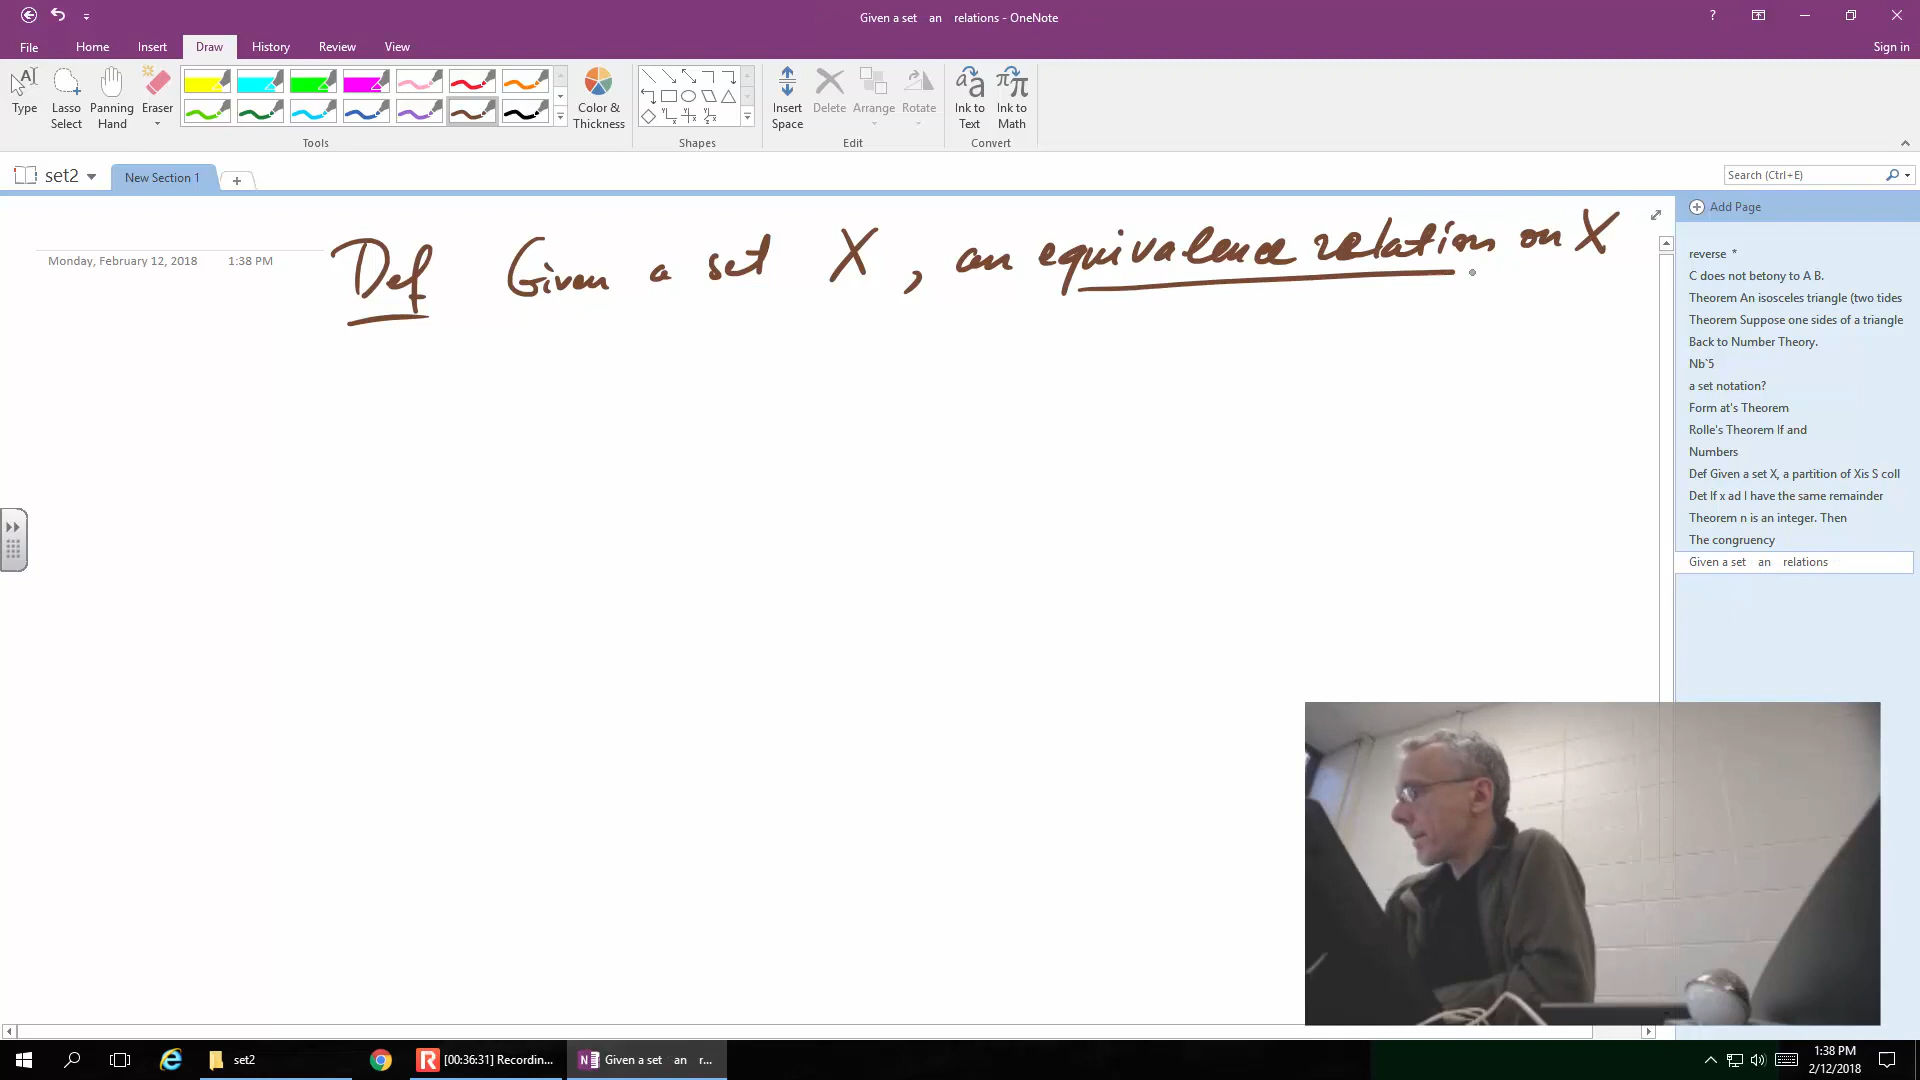 Given a set an relations - OneNote
File Home Insert Draw History Review View
Sign in
Type
Lasso Select
Panning Hand
Eraser
Color & Thickness
Insert Space
Delete
Arrange
Rotate
Ink to Text
Ink to Math
Tools
Shapes
Edit
Convert
set2
New Section 1
Search (Ctrl+E)
Monday, February 12, 2018 1:38 PM
Def Given a set X, an equivalence relation on X
Add Page
reverse *
C does not betony to A B.
Theorem An isosceles triangle (two tides
Theorem Suppose one sides of a triangle
Back to Number Theory.
Nb`5
a set notation?
Form at's Theorem
Rolle's Theorem If and
Numbers
Def Given a set X, a partition of Xis S coll
Det If x ad I have the same remainder
Theorem n is an integer. Then
The congruency
Given a set an relations
set2
[00:36:31] Recordin...
Given a set an r...
1:38 PM
2/12/2018